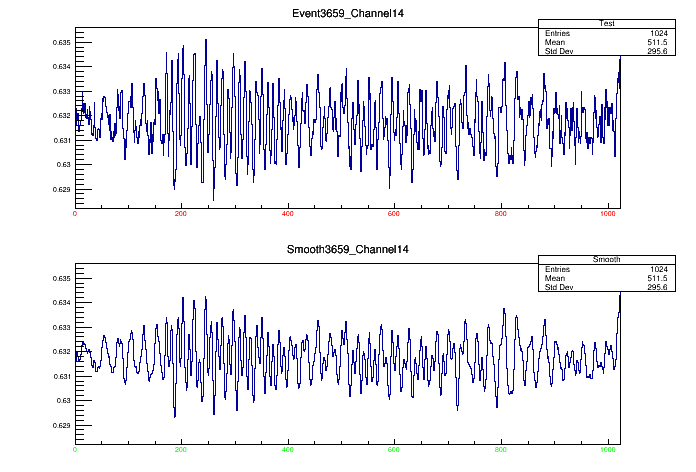 Event3659_Channel14
Test
Entries 1024
Mean 511.5
Std Dev 295.6
0.635
0.634
0.633
0.632
0.631
0.63
0.629
0 200 400 600 800 1000
Smooth3659_Channel14
Smooth
Entries 1024
Mean 511.5
Std Dev 295.6
0.635
0.634
0.633
0.632
0.631
0.63
0.629
0 200 400 600 800 1000